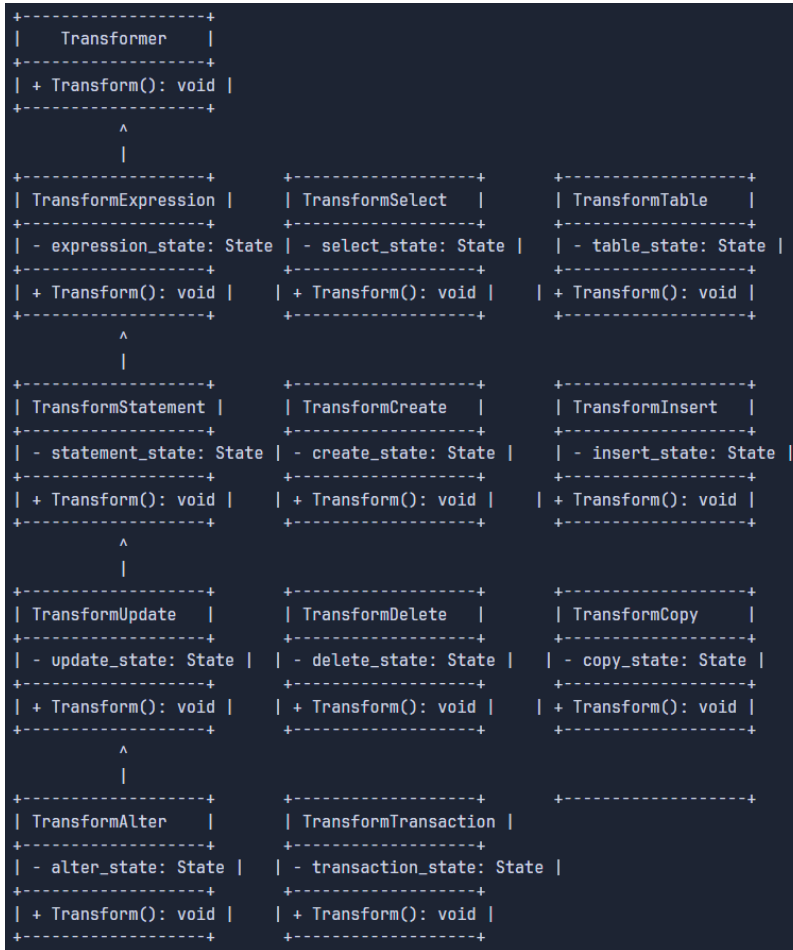 +-------------------+
|    Transformer    |
+-------------------+
| + Transform(): void |
+-------------------+
           ^
           |
+-------------------+       +-------------------+       +-------------------+
| TransformExpression |     | TransformSelect   |       | TransformTable    |
+-------------------+       +-------------------+       +-------------------+
| - expression_state: State | - select_state: State |   | - table_state: State |
+-------------------+       +-------------------+       +-------------------+
| + Transform(): void |    | + Transform(): void |    | + Transform(): void |
+-------------------+       +-------------------+       +-------------------+
           ^
           |
+-------------------+       +-------------------+       +-------------------+
| TransformStatement |      | TransformCreate   |       | TransformInsert   |
+-------------------+       +-------------------+       +-------------------+
| - statement_state: State | - create_state: State |    | - insert_state: State |
+-------------------+       +-------------------+       +-------------------+
| + Transform(): void |    | + Transform(): void |    | + Transform(): void |
+-------------------+       +-------------------+       +-------------------+
           ^
           |
+-------------------+       +-------------------+       +-------------------+
| TransformUpdate   |       | TransformDelete   |       | TransformCopy     |
+-------------------+       +-------------------+       +-------------------+
| - update_state: State |  | - delete_state: State |   | - copy_state: State |
+-------------------+       +-------------------+       +-------------------+
| + Transform(): void |    | + Transform(): void |    | + Transform(): void |
+-------------------+       +-------------------+       +-------------------+
           ^
           |
+-------------------+       +-------------------+       +-------------------+
| TransformAlter    |       | TransformTransaction |
+-------------------+       +-------------------+
| - alter_state: State |   | - transaction_state: State |
+-------------------+       +-------------------+
| + Transform(): void |    | + Transform(): void |
+-------------------+       +-------------------+